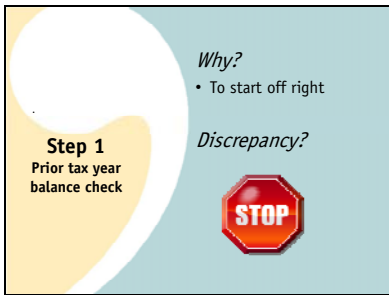 Why?
• To start off right
.
Step 1
Prior tax year
balance check
Discrepancy?
STOP